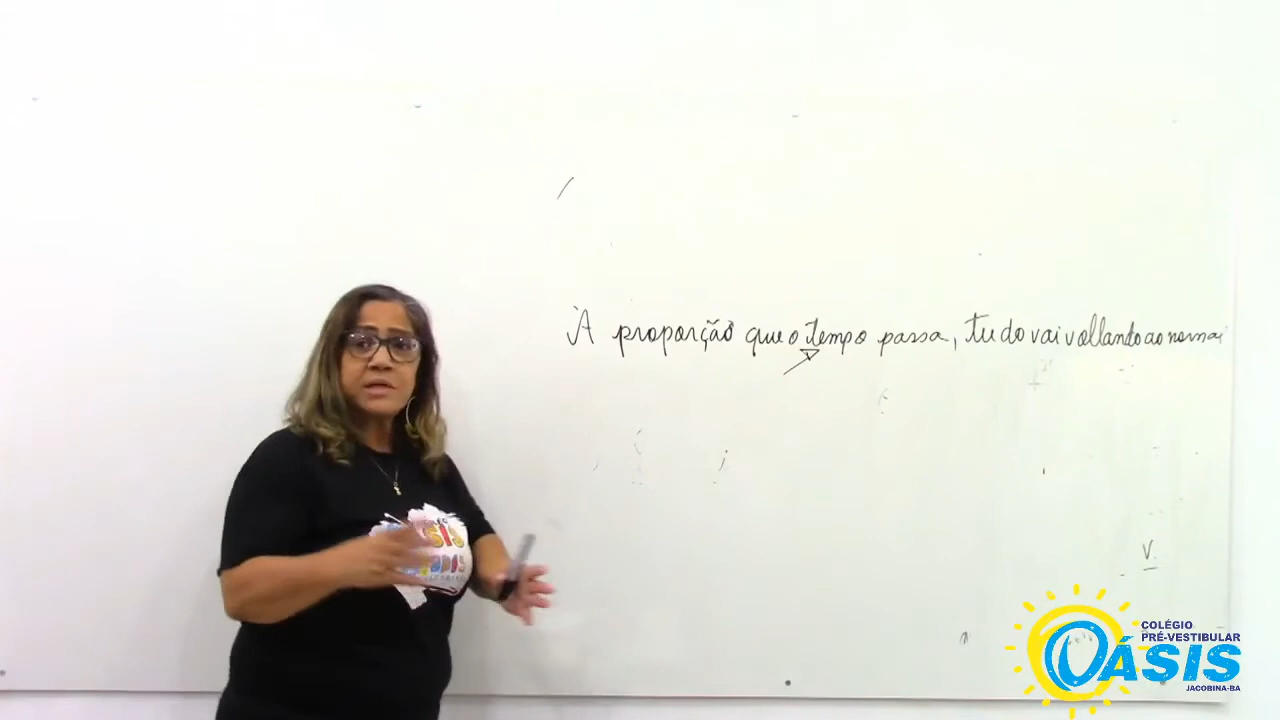 À proporção que o tempo passa, tudo vai voltando ao normal
V.
COLÉGIO
PRÉ-VESTIBULAR
OÁSIS
JACOBINA-BA